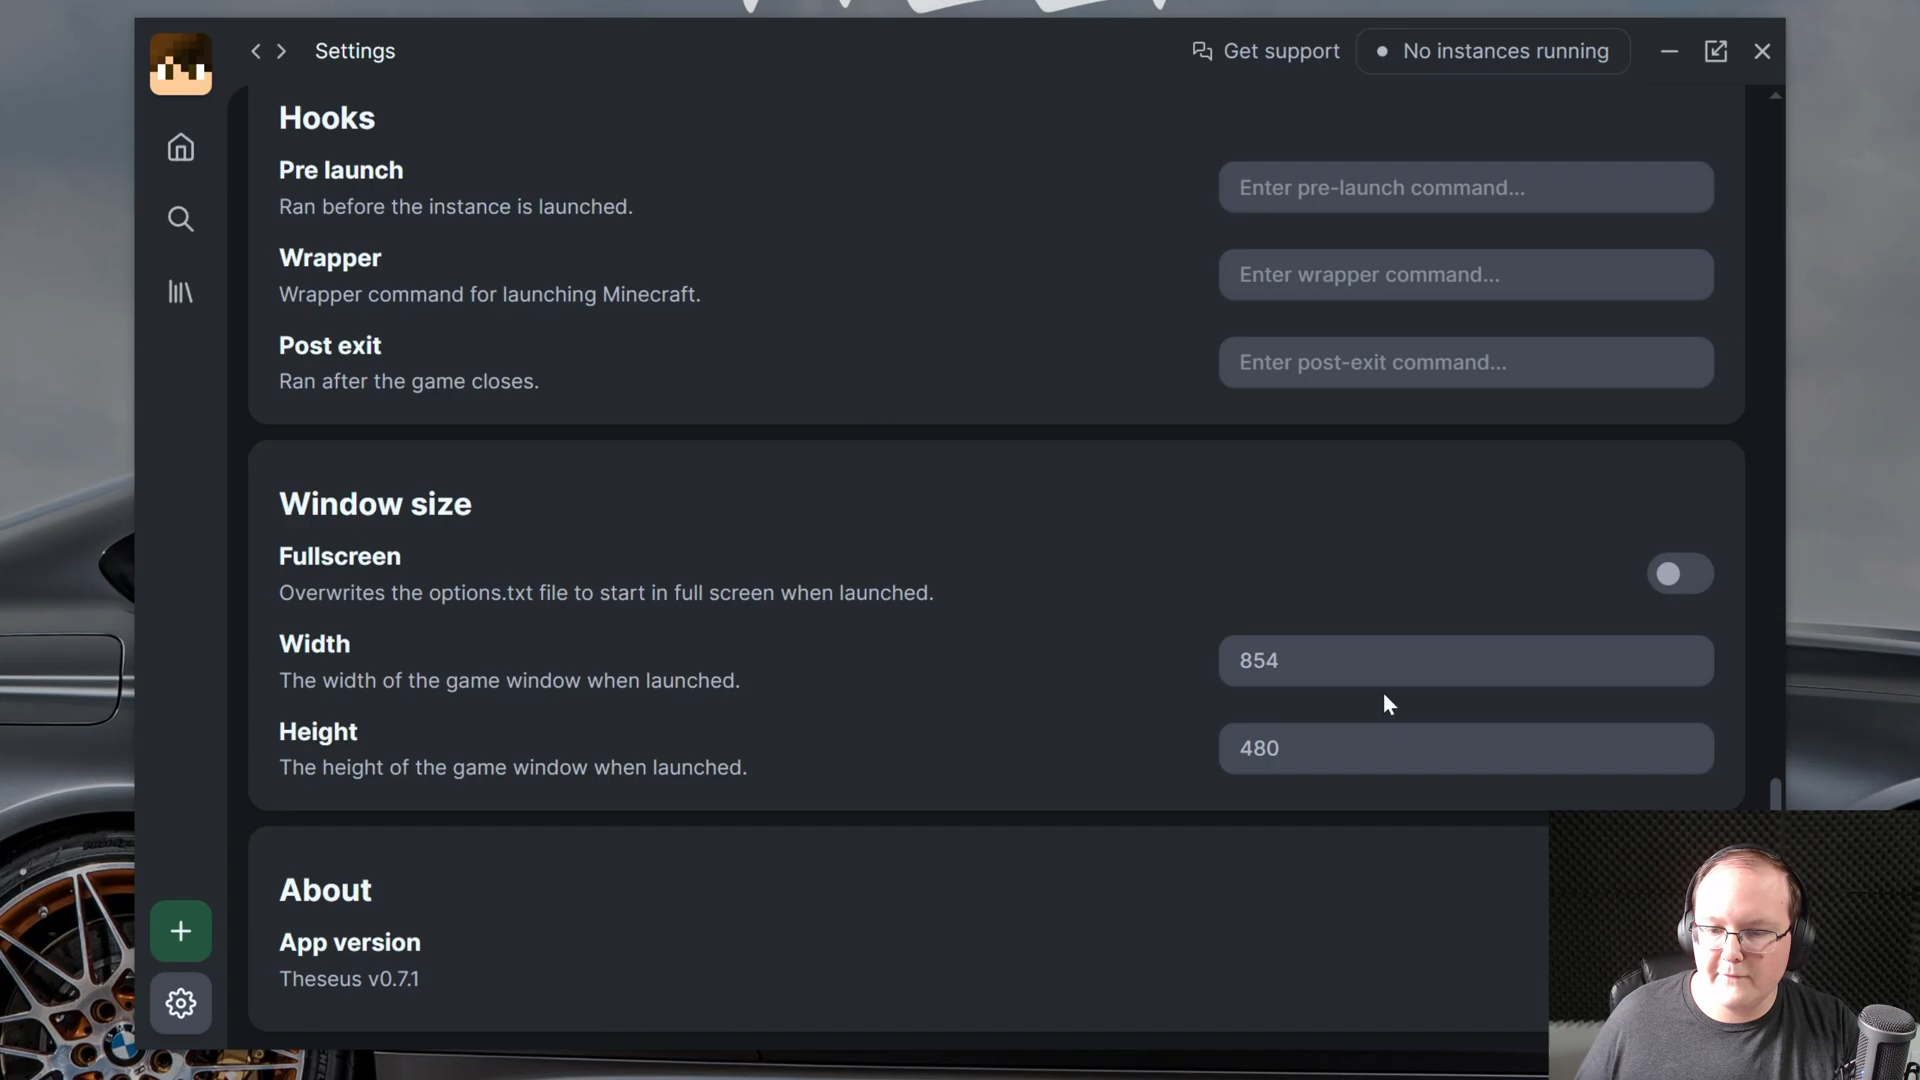 Settings
Get support
No instances running
Hooks
Pre launch
Ran before the instance is launched.
Enter pre-launch command...
Wrapper
Wrapper command for launching Minecraft.
Enter wrapper command...
Post exit
Ran after the game closes.
Enter post-exit command...
Window size
Fullscreen
Overwrites the options.txt file to start in full screen when launched.
Width
The width of the game window when launched.
854
Height
The height of the game window when launched.
480
About
App version
Theseus v0.7.1